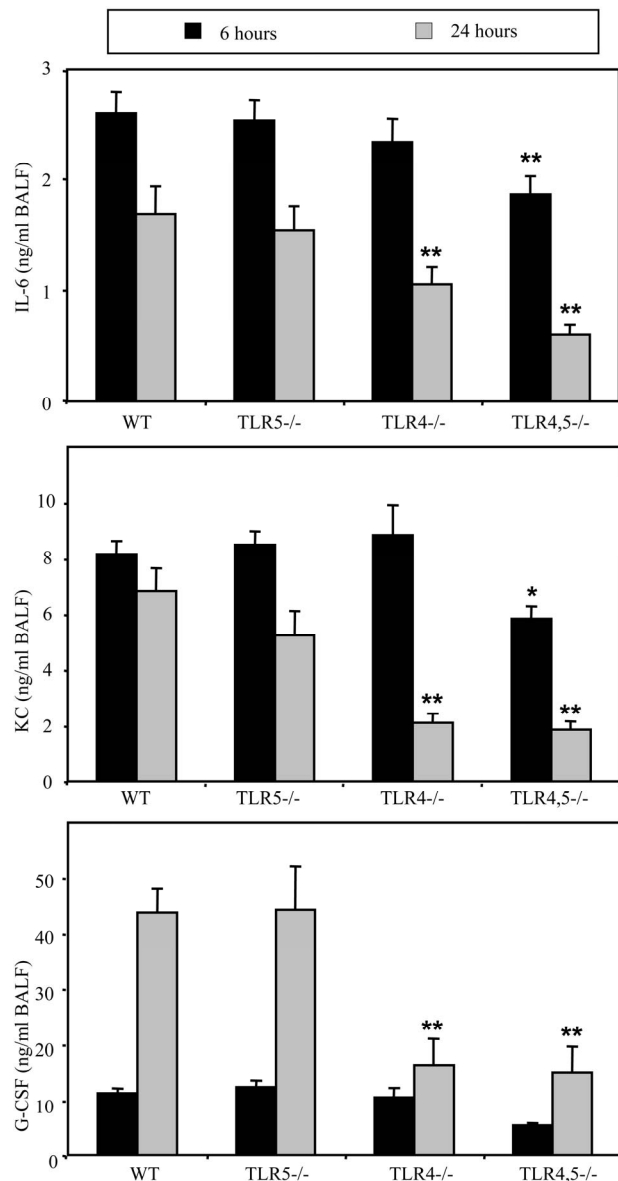 6 hours 24 hours
3
2
1
0
IL-6 (ng/ml BALF)
** ** ** 
WT TLR5-/- TLR4-/- TLR4,5-/-
10
8
6
4
2
0
KC (ng/ml BALF)
** * **
WT TLR5-/- TLR4-/- TLR4,5-/-
50
40
30
20
10
0
G-CSF (ng/ml BALF)
** **
WT TLR5-/- TLR4-/- TLR4,5-/-